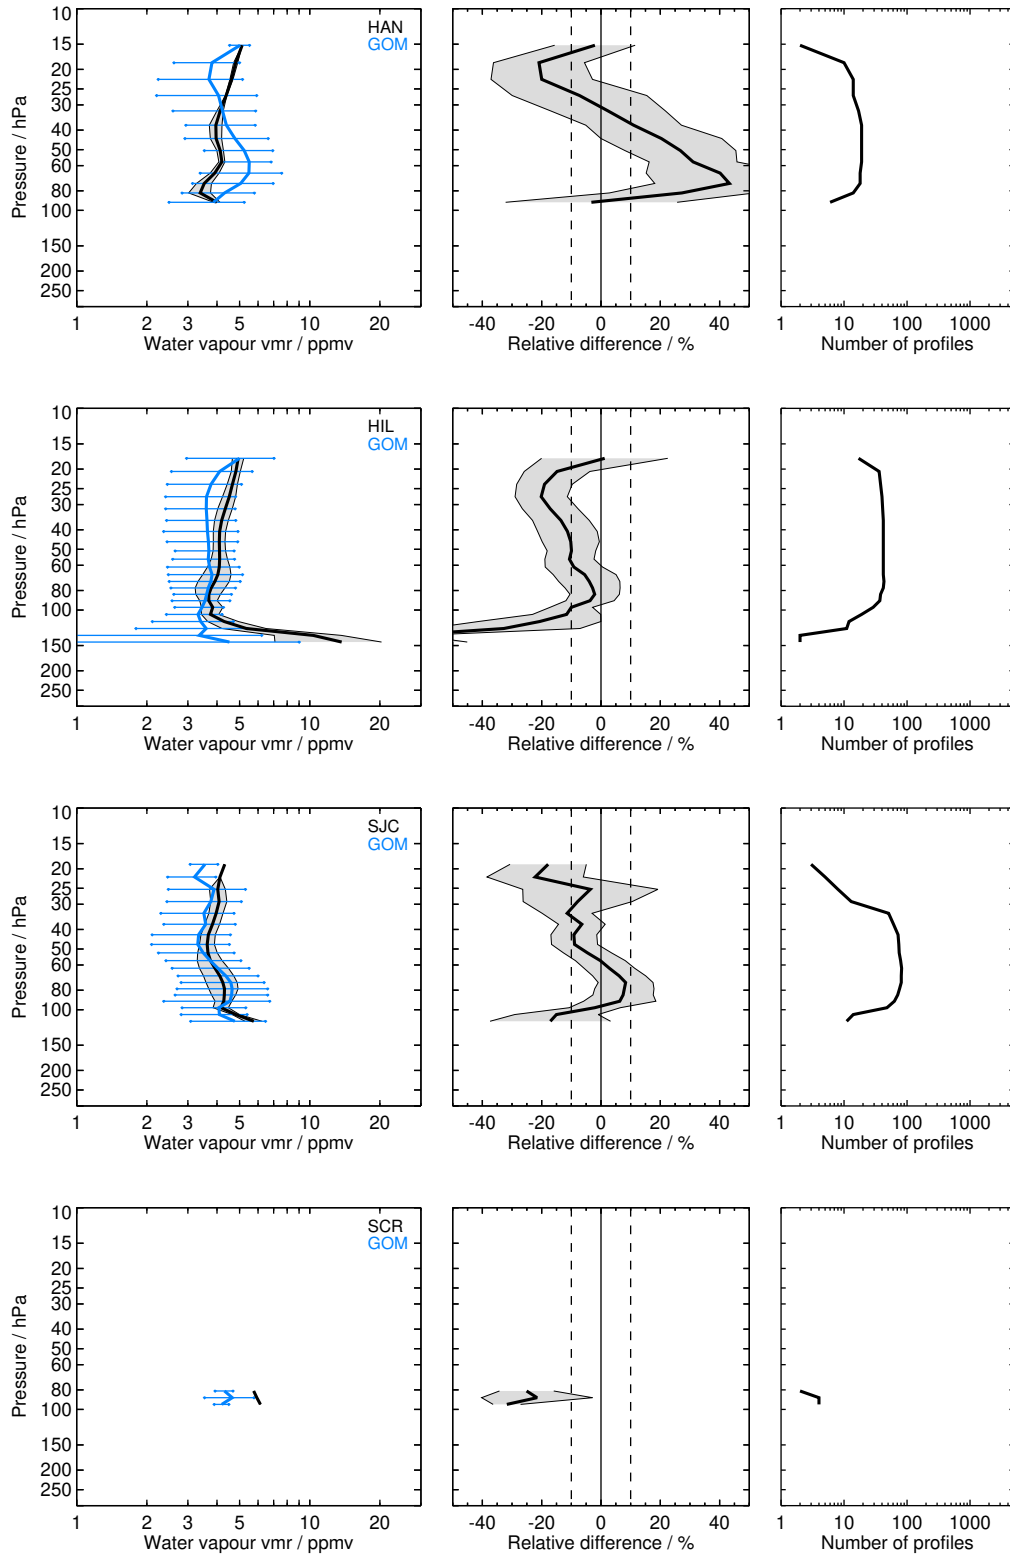 10
15
20
25
30
40
50
60
80
100
150
200
250
Pressure / hPa
HAN
GOM
1 2 3 5 10 20
Water vapour vmr / ppmv
-40 -20 0 20 40
Relative difference / %
1 10 100 1000
Number of profiles
10
15
20
25
30
40
50
60
80
100
150
200
250
Pressure / hPa
HIL
GOM
1 2 3 5 10 20
Water vapour vmr / ppmv
-40 -20 0 20 40
Relative difference / %
1 10 100 1000
Number of profiles
10
15
20
25
30
40
50
60
80
100
150
200
250
Pressure / hPa
SJC
GOM
1 2 3 5 10 20
Water vapour vmr / ppmv
-40 -20 0 20 40
Relative difference / %
1 10 100 1000
Number of profiles
10
15
20
25
30
40
50
60
80
100
150
200
250
Pressure / hPa
SCR
GOM
1 2 3 5 10 20
Water vapour vmr / ppmv
-40 -20 0 20 40
Relative difference / %
1 10 100 1000
Number of profiles